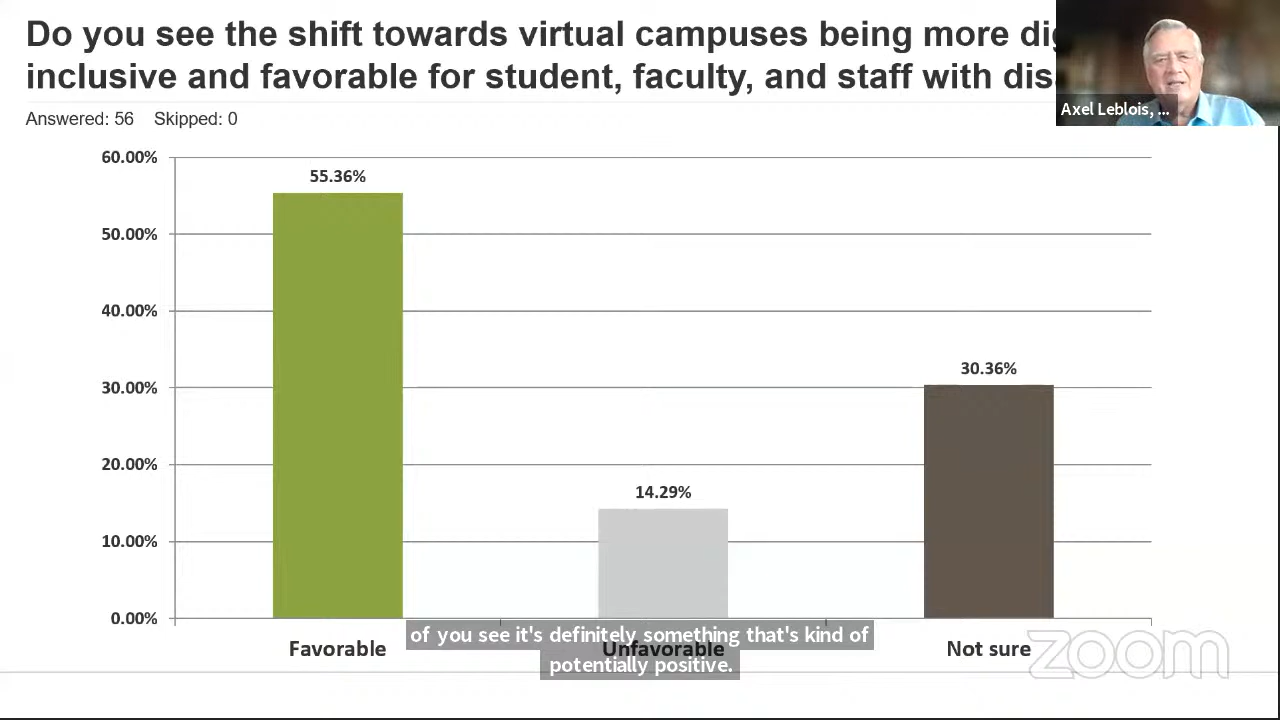 Do you see the shift towards virtual campuses being more
inclusive and favorable for student, faculty, and staff with
Answered: 56 Skipped: 0
Axel Leblois, ...
60.00%
50.00%
40.00%
30.00%
20.00%
10.00%
0.00%
55.36%
14.29%
30.36%
Favorable
Unfavorable
Not sure
of you see it's definitely something that's kind of
potentially positive.
zoom